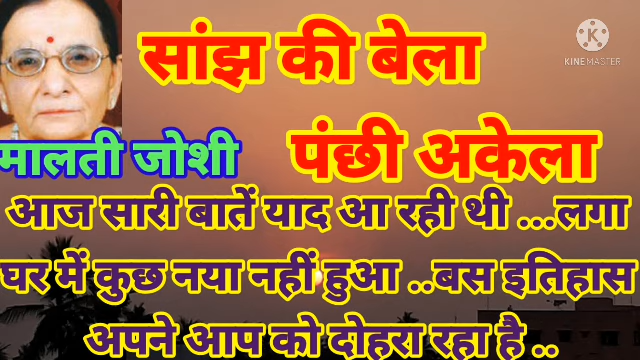 सांझ की बेला
KINEMASTER
मालती जोशी
पंछी अकेला
आज सारी बातें याद आ रही थी ...लगा
घर में कुछ नया नहीं हुआ ..बस इतिहास
अपने आप को दोहरा रहा है ..